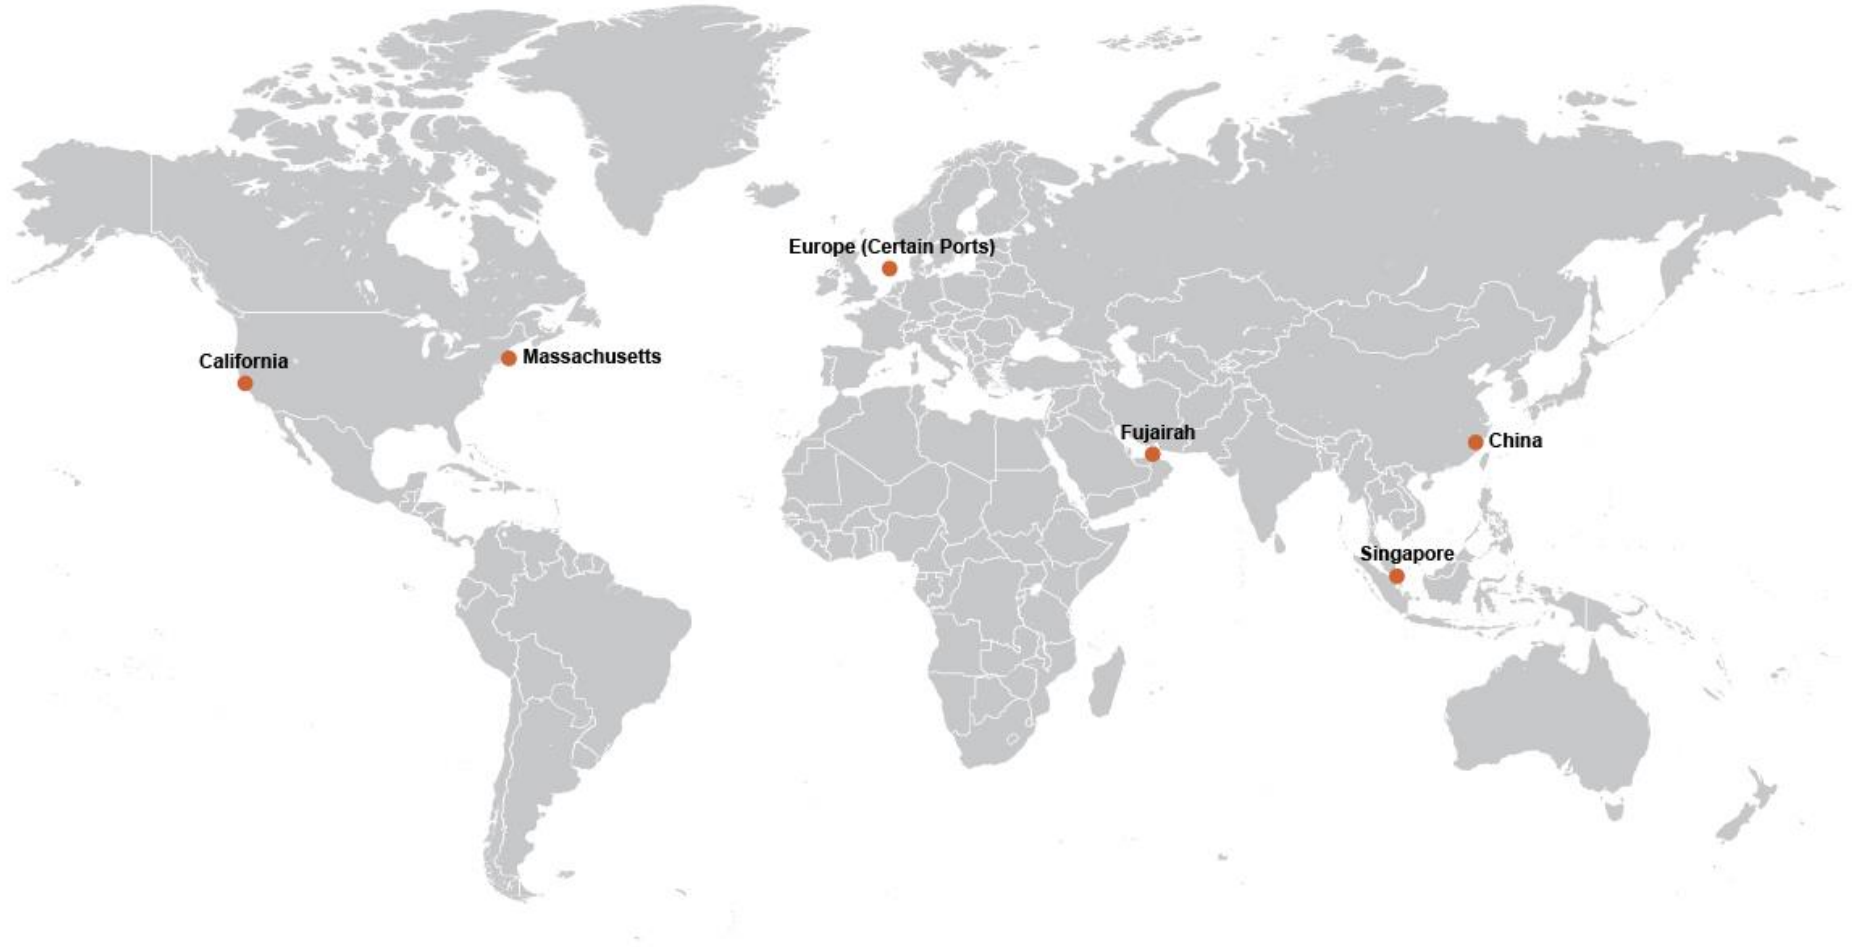 Europe (Certain Ports)
California
Massachusetts
Fujairah
China
Singapore